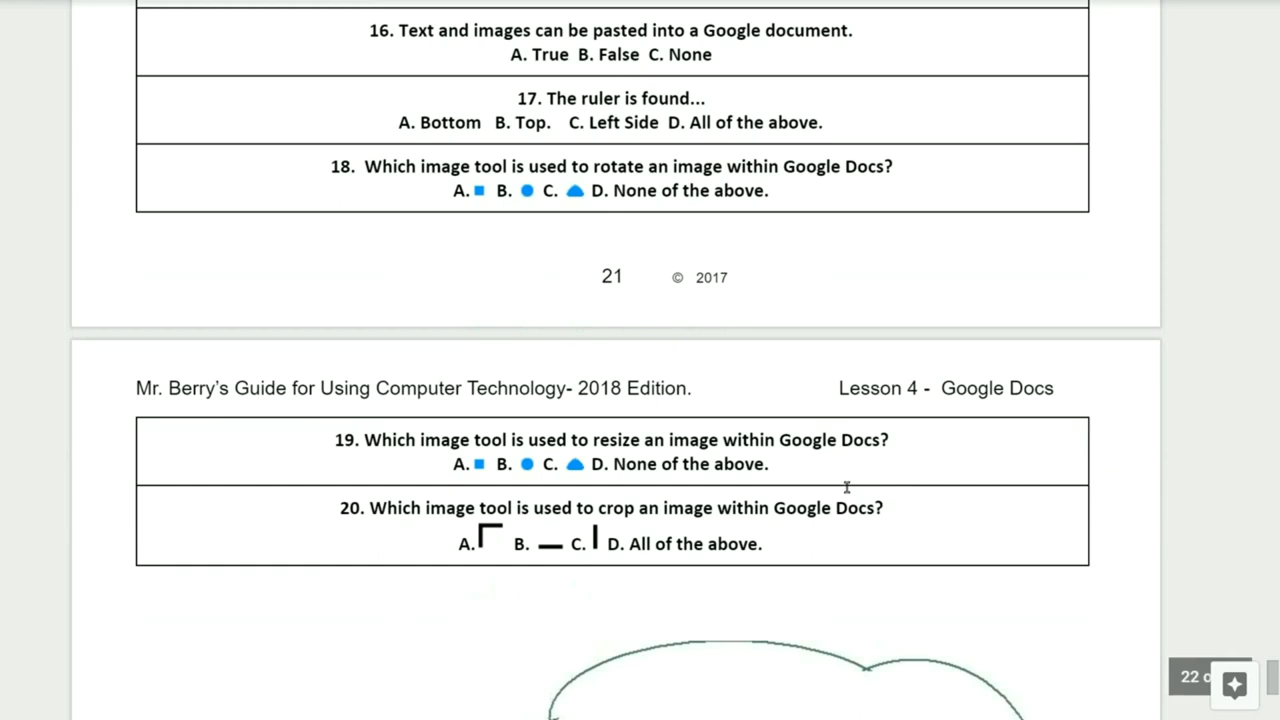 16. Text and images can be pasted into a Google document.
A. True B. False C. None
17. The ruler is found...
A. Bottom B. Top. C. Left Side D. All of the above.
18. Which image tool is used to rotate an image within Google Docs?
A. B. C. D. None of the above.
21 © 2017
Mr. Berry’s Guide for Using Computer Technology- 2018 Edition. Lesson 4 - Google Docs
19. Which image tool is used to resize an image within Google Docs?
A. B. C. D. None of the above.
20. Which image tool is used to crop an image within Google Docs?
A. B. C. D. All of the above.
22